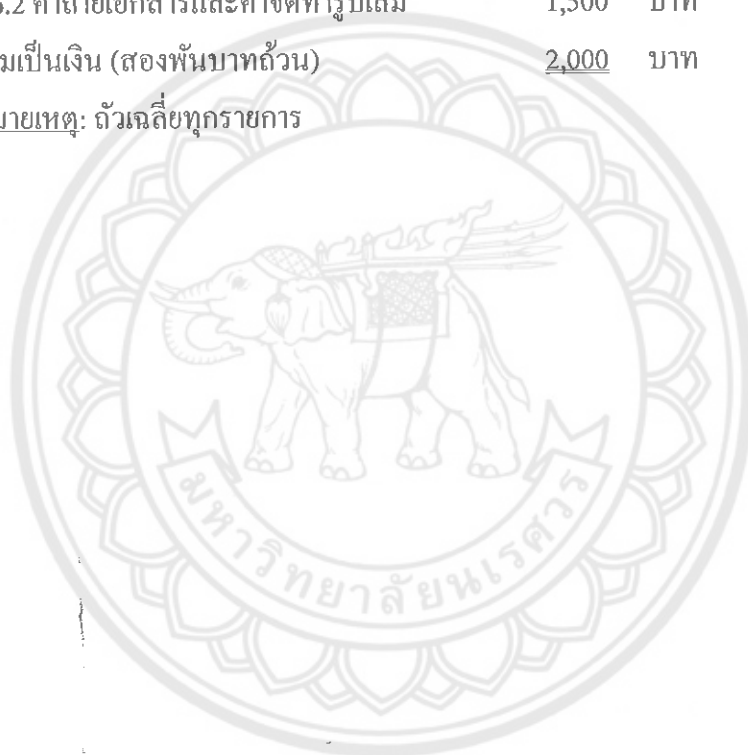 .2 ค่าถ่ายเอกสารและค่าจัดทำรูปเล่ม 1,500 บาท
มเป็นเงิน (สองพันบาทถ้วน) 2,000 บาท
มายเหตุ: ถัวเฉลี่ยทุกรายการ
มหาวิทยาลัยนเรศวร